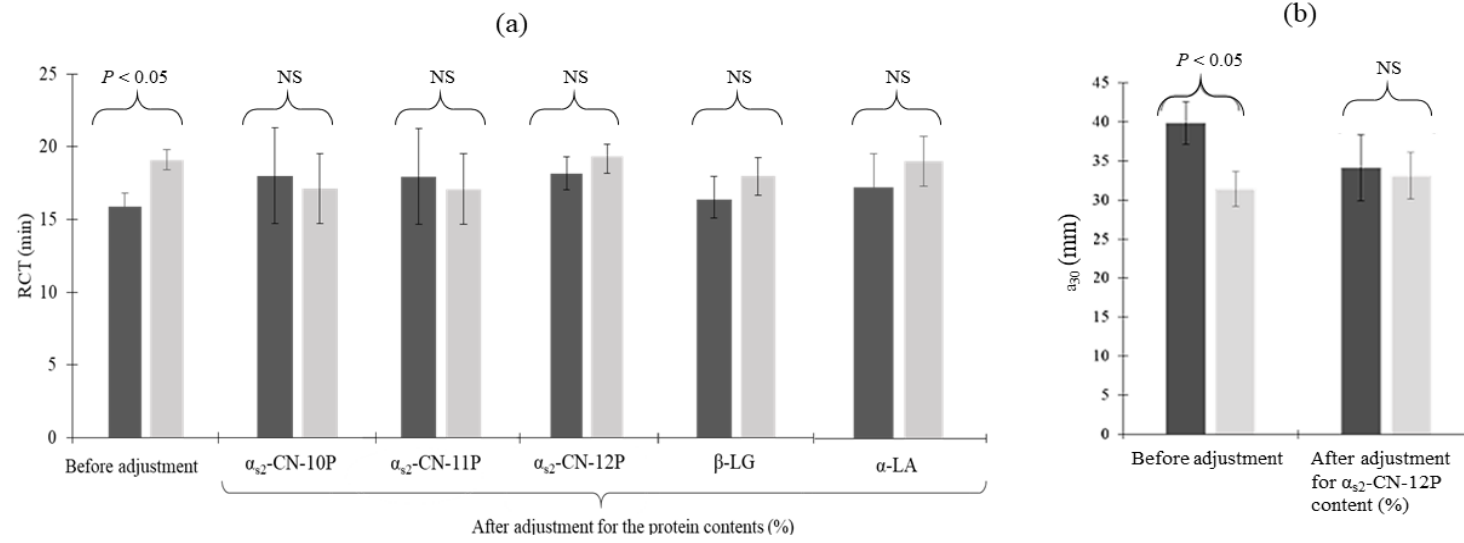 (a)
P < 0.05
NS
NS
NS
NS
NS
25
20
15
10
5
0
RCT (min)
Before adjustment
αs2-CN-10P
αs2-CN-11P
αs2-CN-12P
β-LG
α-LA
After adjustment for the protein contents (%)
(b)
P < 0.05
NS
45
40
35
30
25
20
15
30
5
00
a30 (mm)
Before adjustment
After adjustment
for αs2-CN-12P
content (%)